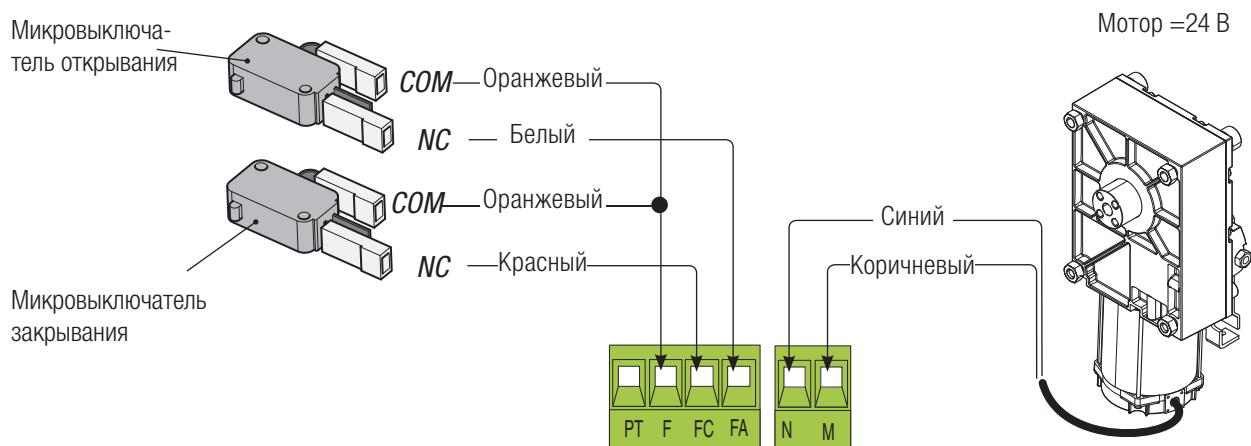 Микровыключа-
тель открывания
Мотор =24 В
COM Оранжевый
NC Белый
COM Оранжевый
NC Красный
Синий
Коричневый
Микровыключатель
закрывания
PT F FC FA N M